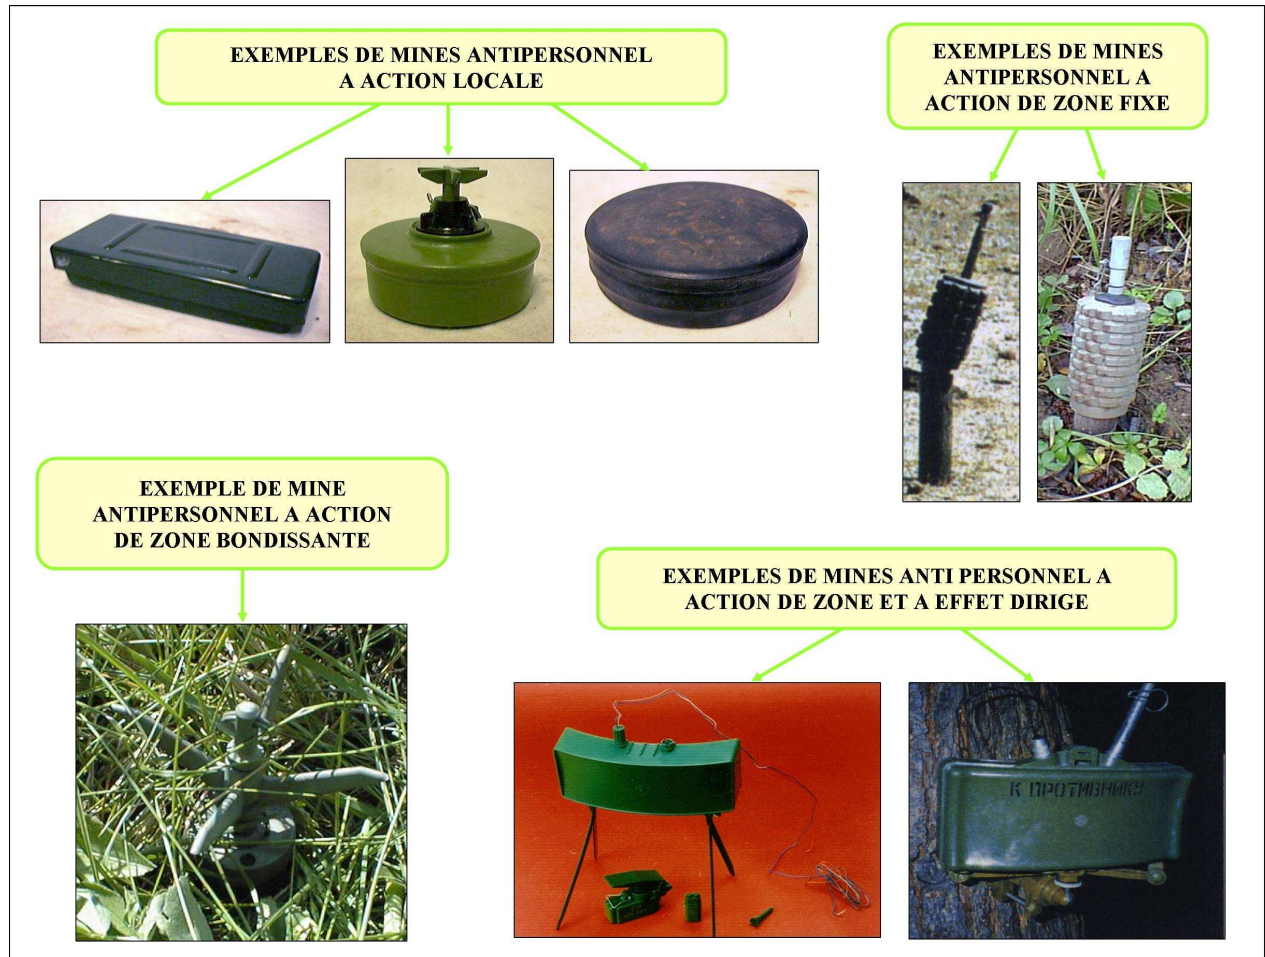 EXEMPLES DE MINES ANTIPERSONNEL
A ACTION LOCALE
EXEMPLES DE MINES
ANTIPERSONNEL A
ACTION DE ZONE FIXE
EXEMPLE DE MINE
ANTIPERSONNEL A ACTION
DE ZONE BONDISSANTE
EXEMPLES DE MINES ANTI PERSONNEL A
ACTION DE ZONE ET A EFFET DIRIGE
К ПРОТИВНИКУ